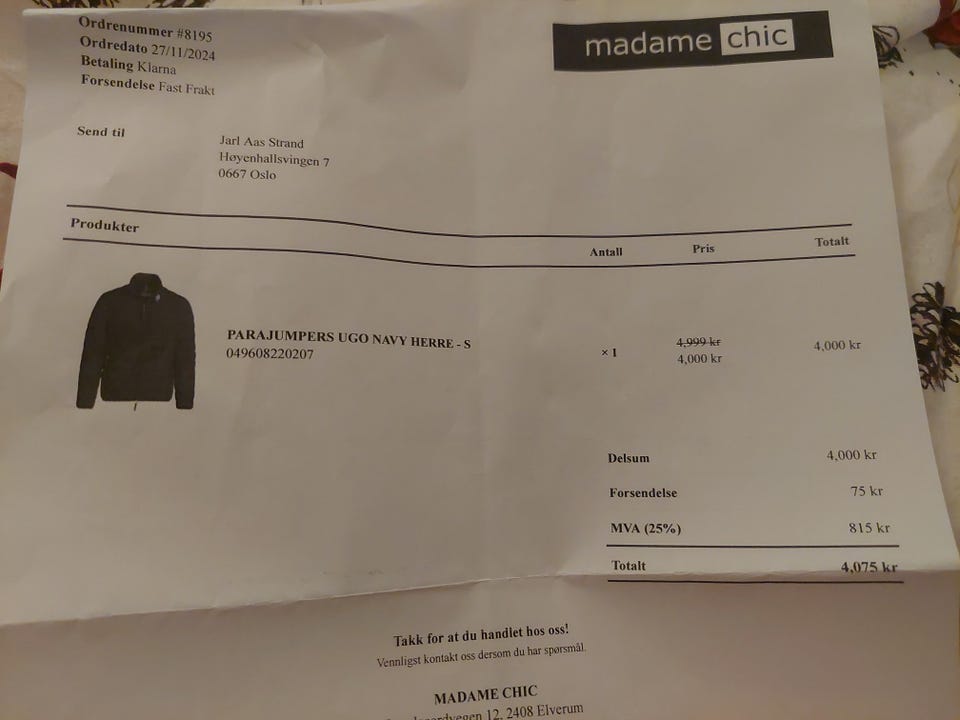 Ordrenummer #8195
Ordredato 27/11/2024
Betaling Klarna
Forsendelse Fast Frakt
madame chic
Send til
Jarl Aas Strand
Høyenhallsvingen 7
0667 Oslo
Produkter Antall Pris Totalt
PARAJUMPERS UGO NAVY HERRE - S
049608220207
× 1
4,999 kr
4,000 kr
4,000 kr
Delsum 4,000 kr
Forsendelse 75 kr
MVA (25%) 815 kr
Totalt 4,075 kr
Takk for at du handlet hos oss!
Vennligst kontakt oss dersom du har spørsmål.
MADAME CHIC
12, 2408 Elverum